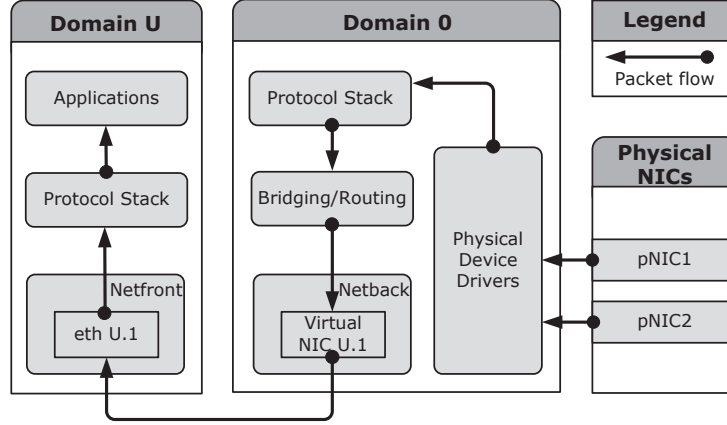 Domain U
Applications
Protocol Stack
Netfront
eth U.1
Domain 0
Protocol Stack
Bridging/Routing
Netback
Virtual
NIC U.1
Physical
Device
Drivers
Legend
Packet flow
Physical
NICs
pNIC1
pNIC2